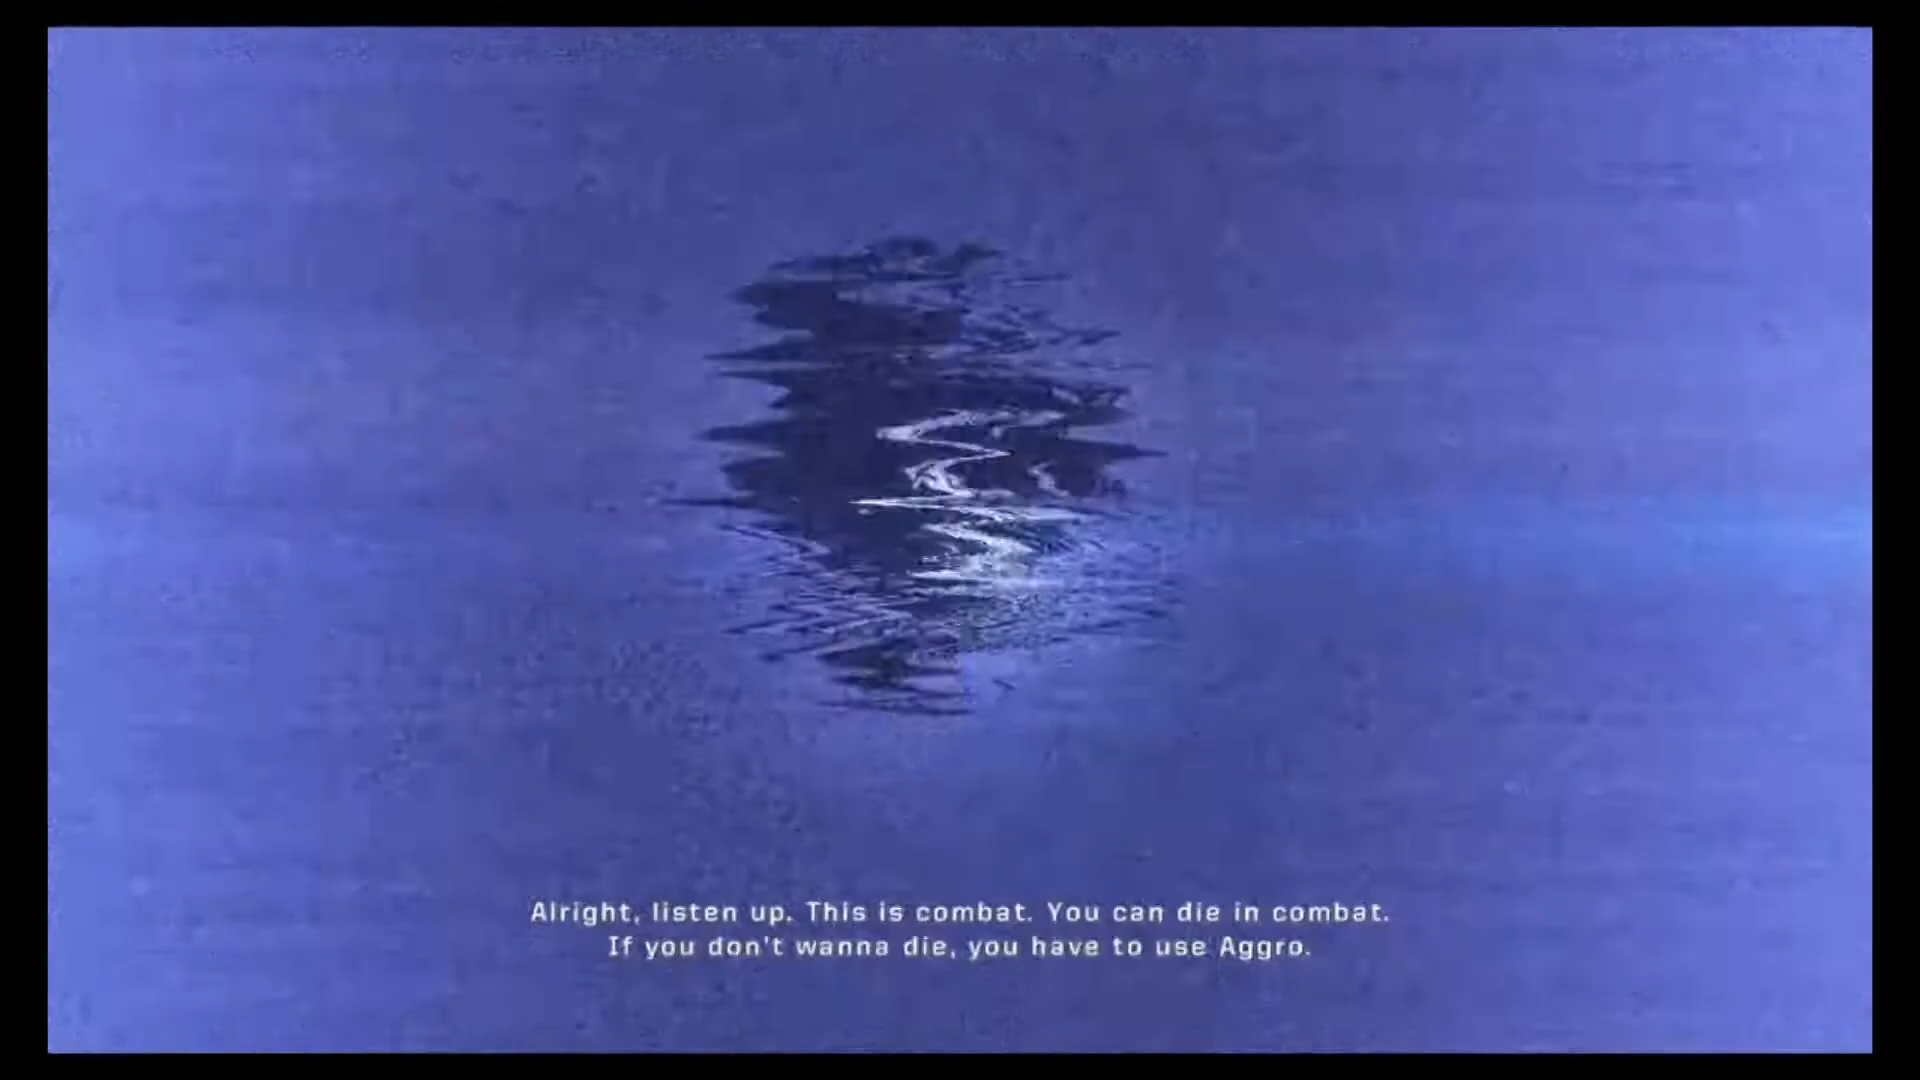 Alright, listen up. This is combat. You can die in combat.
If you don't wanna die, you have to use Aggro.